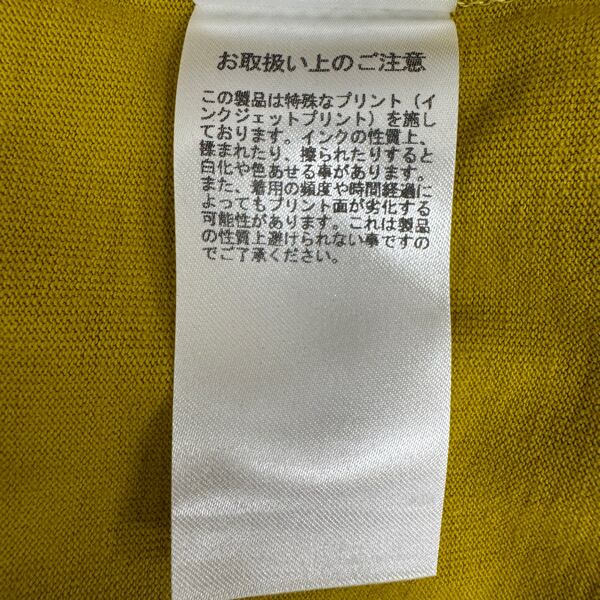 お取扱い上のご注意
この製品は特殊なプリント（イ
ンクジェットプリント）を施し
ております。インクの性質上、
揉まれたり、擦られたりすると
白化や色あせる事があります。
また、着用の頻度や時間経過に
よってもプリント面が劣化する
可能性があります。これは製品
の性質上避けられない事ですの
でご了承ください。